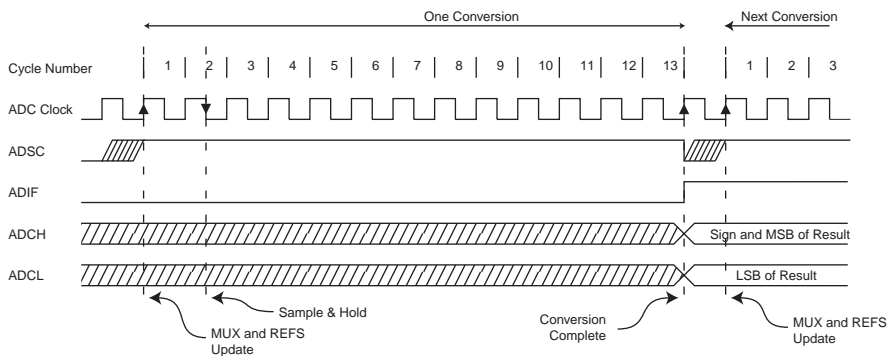 One Conversion
Next Conversion
Cycle Number 1 2 3 4 5 6 7 8 9 10 11 12 13 1 2 3
ADC Clock
ADSC
ADIF
ADCH
Sign and MSB of Result
ADCL
LSB of Result
Sample & Hold
MUX and REFS
Update
Conversion
Complete
MUX and REFS
Update